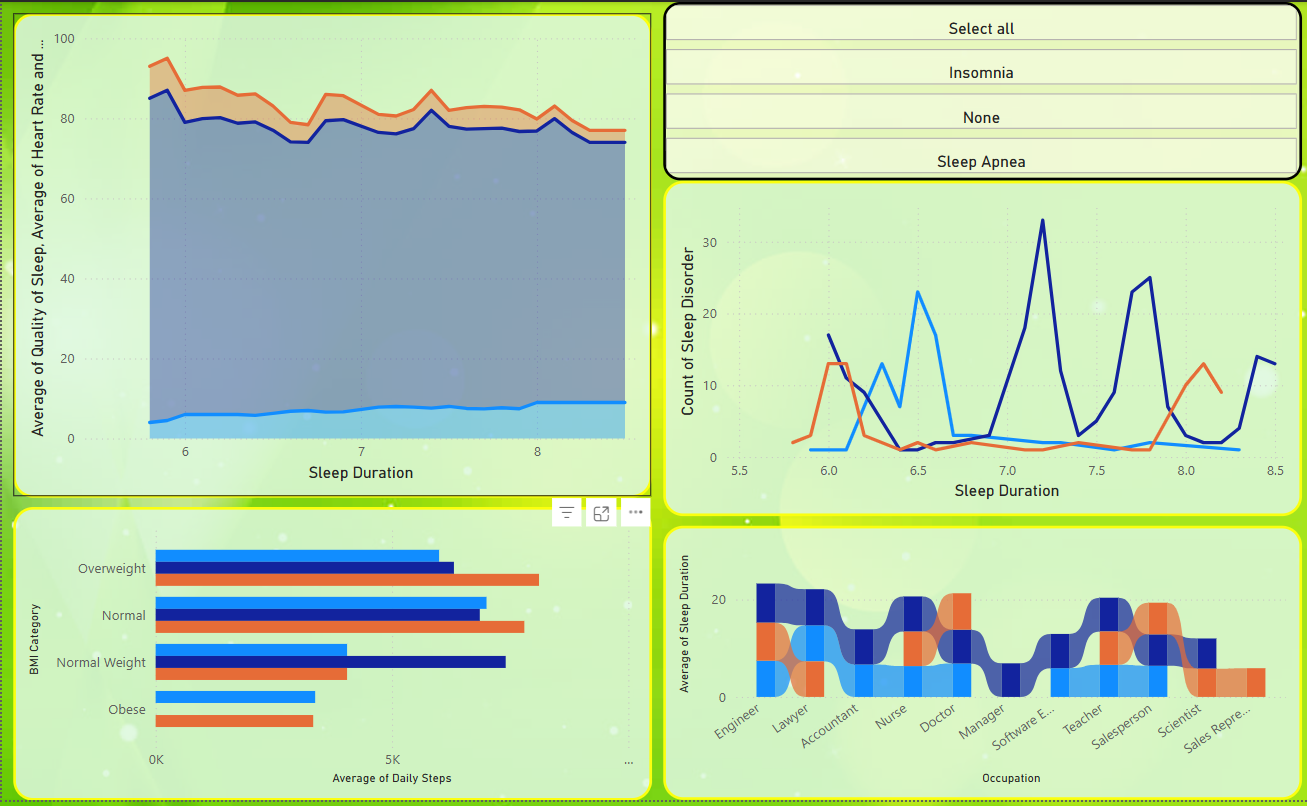 100
80
60
40
20
0
Average of Quality of Sleep, Average of Heart Rate and ...
6
7
8
Sleep Duration
Select all
Insomnia
None
Sleep Apnea
30
20
10
0
Count of Sleep Disorder
5.5
6.0
6.5
7.0
7.5
8.0
8.5
Sleep Duration
Overweight
Normal
Normal Weight
Obese
BMI Category
0K
5K
...
Average of Daily Steps
20
0
Average of Sleep Duration
Engineer
Lawyer
Accountant
Nurse
Doctor
Manager
Software E...
Teacher
Salesperson
Scientist
Sales Repre...
Occupation